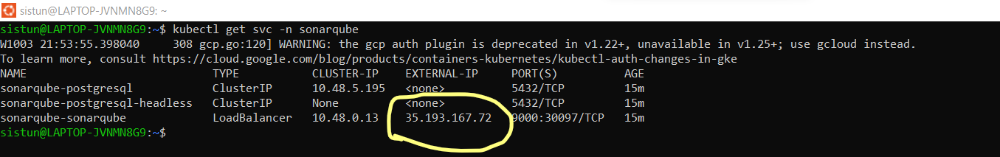 sistun@LAPTOP-JVNMN8G9: ~
sistun@LAPTOP-JVNMN8G9:~$ kubectl get svc -n sonarqube
W1003 21:53:55.398040     308 gcp.go:120] WARNING: the gcp auth plugin is deprecated in v1.22+, unavailable in v1.25+; use gcloud instead.
To learn more, consult https://cloud.google.com/blog/products/containers-kubernetes/kubectl-auth-changes-in-gke
NAME                            TYPE           CLUSTER-IP    EXTERNAL-IP     PORT(S)          AGE
sonarqube-postgresql            ClusterIP      10.48.5.195   <none>          5432/TCP         15m
sonarqube-postgresql-headless   ClusterIP      None          <none>          5432/TCP         15m
sonarqube-sonarqube             LoadBalancer   10.48.0.13    35.193.167.72   9000:30097/TCP   15m
sistun@LAPTOP-JVNMN8G9:~$